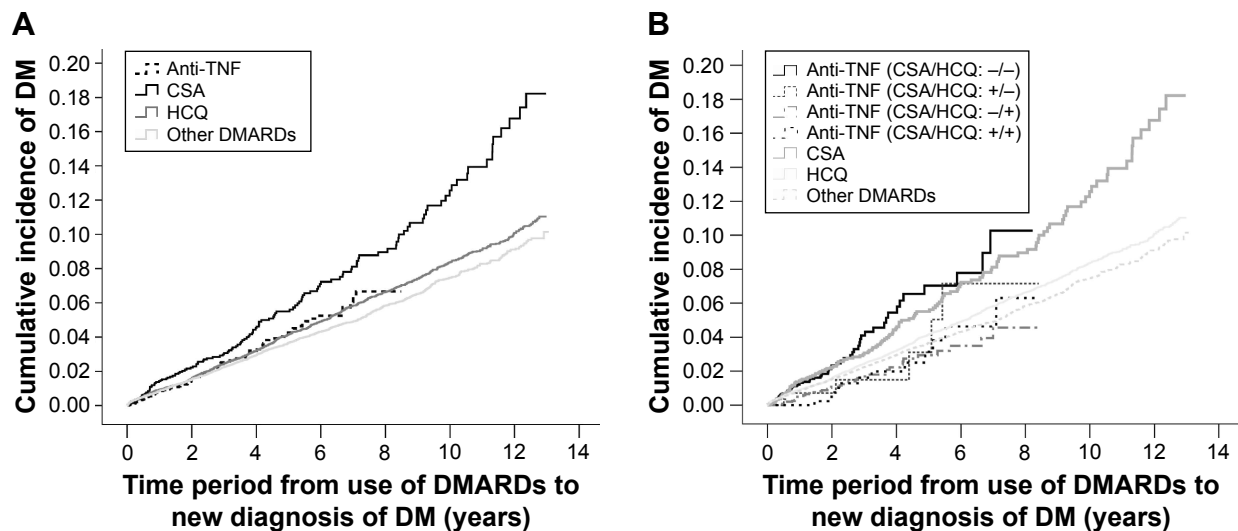 A
Cumulative incidence of DM
0.20
0.18
0.16
0.14
0.12
0.10
0.08
0.06
0.04
0.02
0.00
Anti-TNF
CSA
HCQ
Other DMARDs
0 2 4 6 8 10 12 14
Time period from use of DMARDs to
new diagnosis of DM (years)
B
Cumulative incidence of DM
0.20
0.18
0.16
0.14
0.12
0.10
0.08
0.06
0.04
0.02
0.00
Anti-TNF (CSA/HCQ: –/–)
Anti-TNF (CSA/HCQ: +/–)
Anti-TNF (CSA/HCQ: –/+)
Anti-TNF (CSA/HCQ: +/+)
CSA
HCQ
Other DMARDs
0 2 4 6 8 10 12 14
Time period from use of DMARDs to
new diagnosis of DM (years)